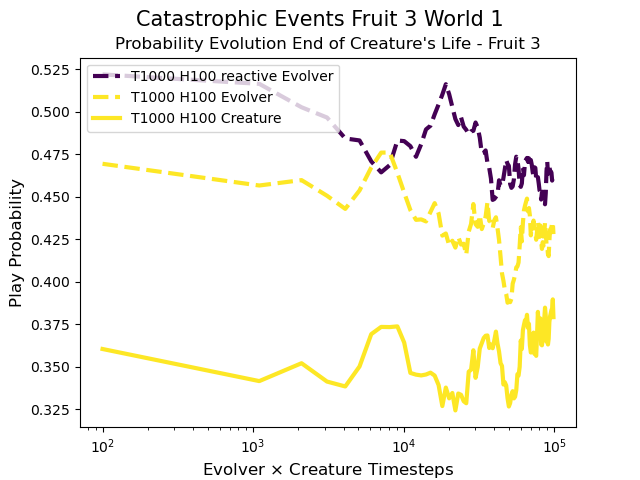 Catastrophic Events Fruit 3 World 1
Probability Evolution End of Creature's Life - Fruit 3
T1000 H100 reactive Evolver
T1000 H100 Evolver
T1000 H100 Creature
Play Probability
0.525
0.500
0.475
0.450
0.425
0.400
0.375
0.350
0.325
10² 10³ 10⁴ 10⁵
Evolver × Creature Timesteps